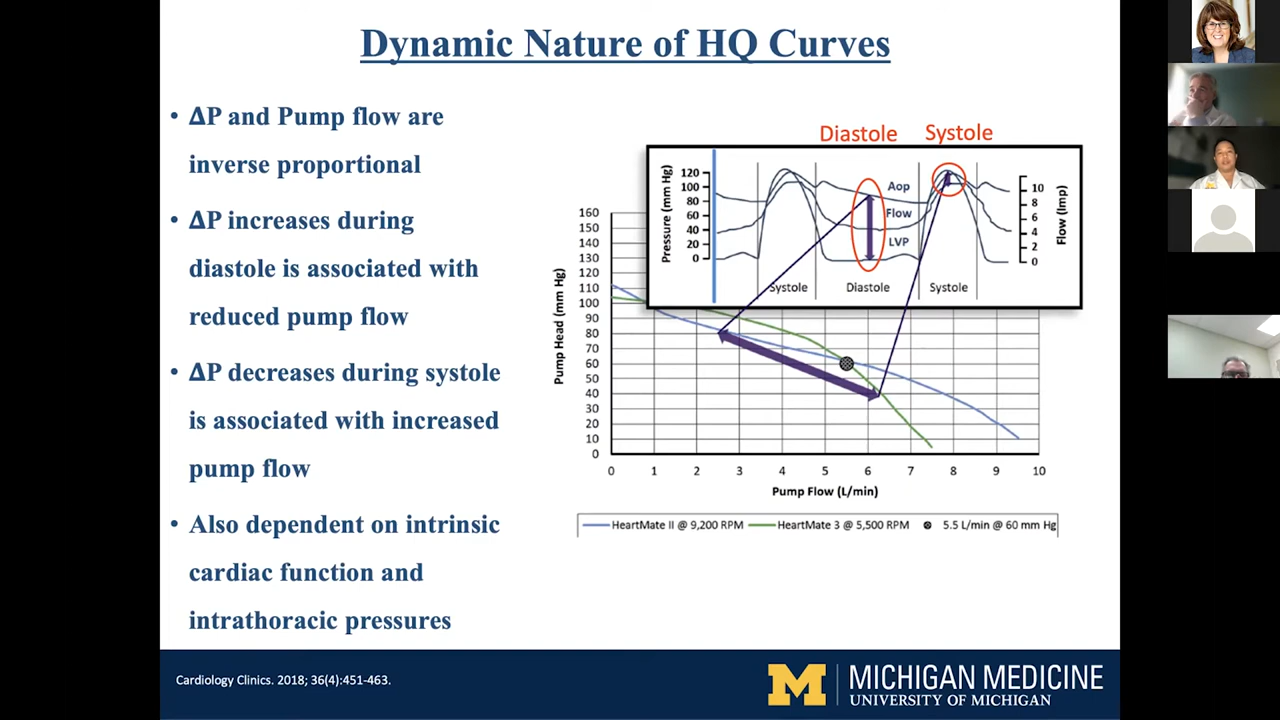 Dynamic Nature of HQ Curves
• ΔP and Pump flow are
inverse proportional
• ΔP increases during
diastole is associated with
reduced pump flow
• ΔP decreases during systole
is associated with increased
pump flow
• Also dependent on intrinsic
cardiac function and
intrathoracic pressures
Diastole Systole
Pressure (mm Hg)
120
100
80
60
40
20
0
Aop
Flow
LVP
Systole Diastole Systole
10
8
6
4
2
0
Flow (lmp)
Pump Head (mm Hg)
160
150
140
130
120
110
100
90
80
70
60
50
40
30
20
10
0
0 1 2 3 4 5 6 7 8 9 10
Pump Flow (L/min)
HeartMate II @ 9,200 RPM HeartMate 3 @ 5,500 RPM 5.5 L/min @ 60 mm Hg
Cardiology Clinics. 2018; 36(4):451-463.
M MICHIGAN MEDICINE
UNIVERSITY OF MICHIGAN